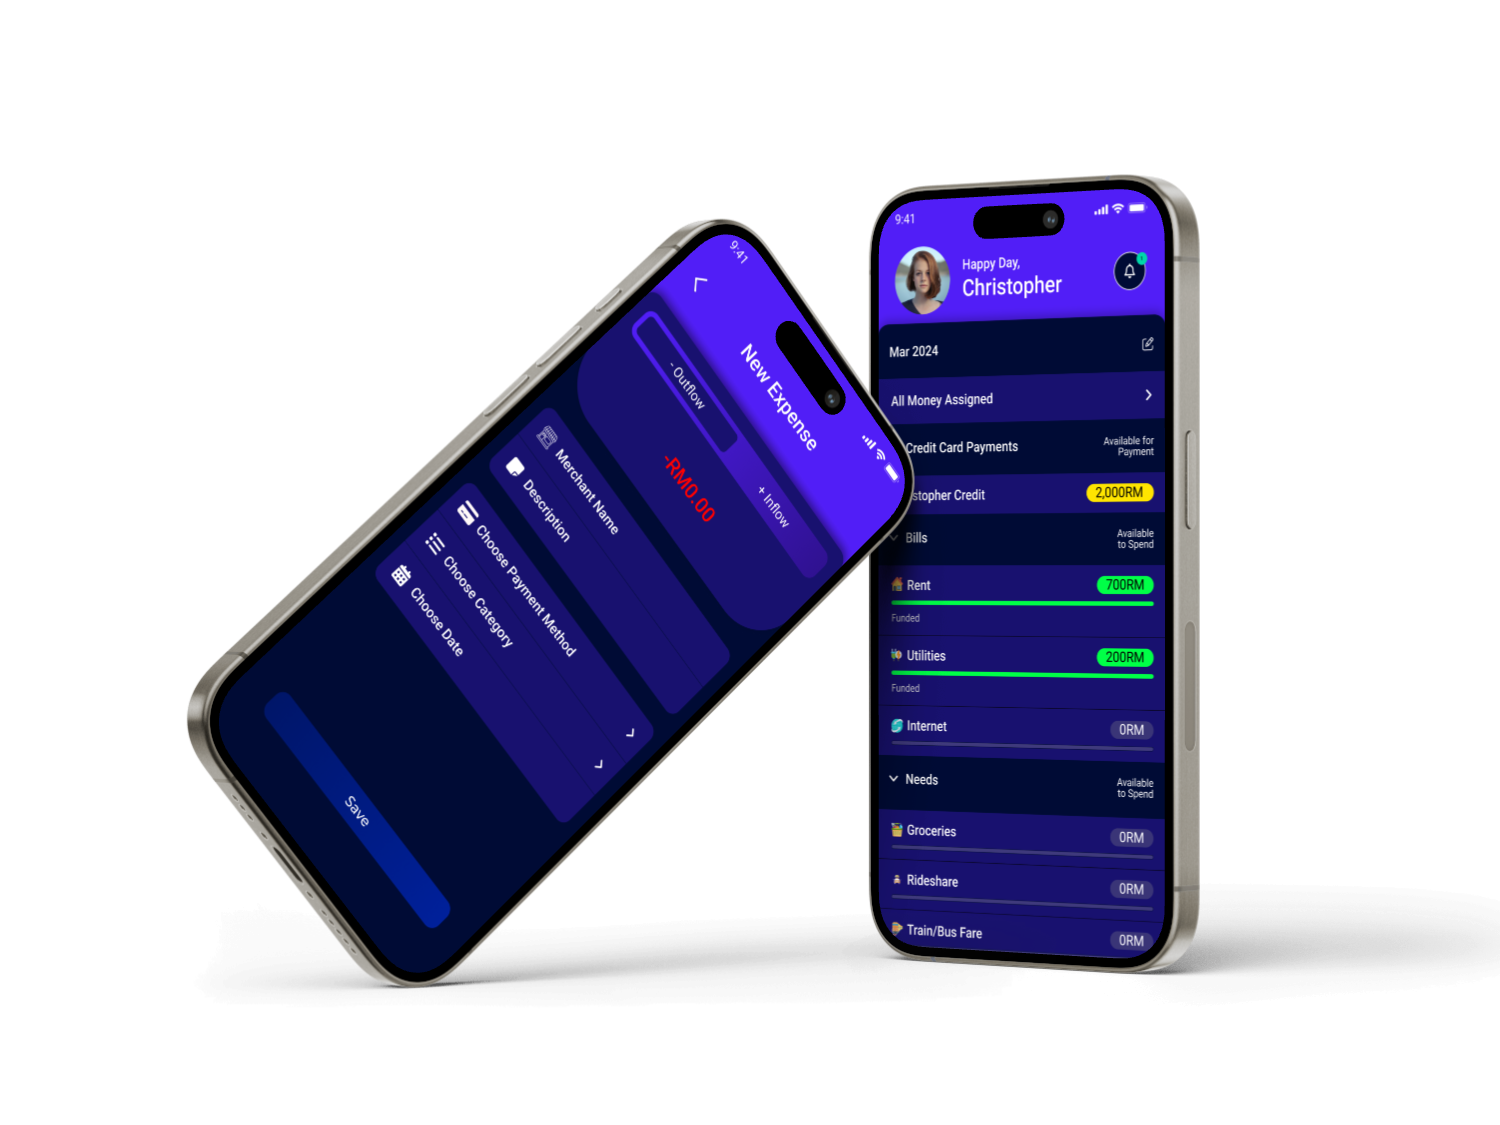 9:41
New Expense
- Outflow
+ Inflow
-RM0.00
Merchant Name
Description
Choose Payment Method
Choose Category
Choose Date
Save
9:41
Happy Day,
Christopher
Mar 2024
All Money Assigned
Credit Card Payments
Available for
Payment
stopher Credit
2,000RM
Bills
Available
to Spend
Rent
700RM
Funded
Utilities
200RM
Funded
Internet
0RM
Needs
Available
to Spend
Groceries
0RM
Rideshare
0RM
Train/Bus Fare
0RM